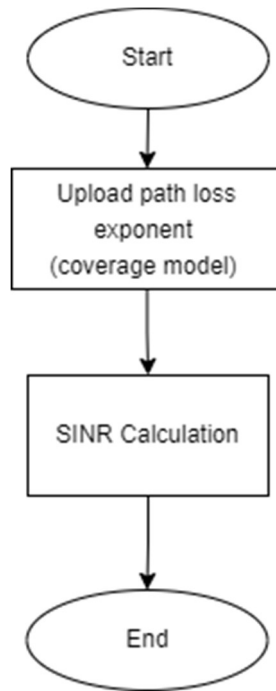 Start
Upload path loss
exponent
(coverage model)
SINR Calculation
End